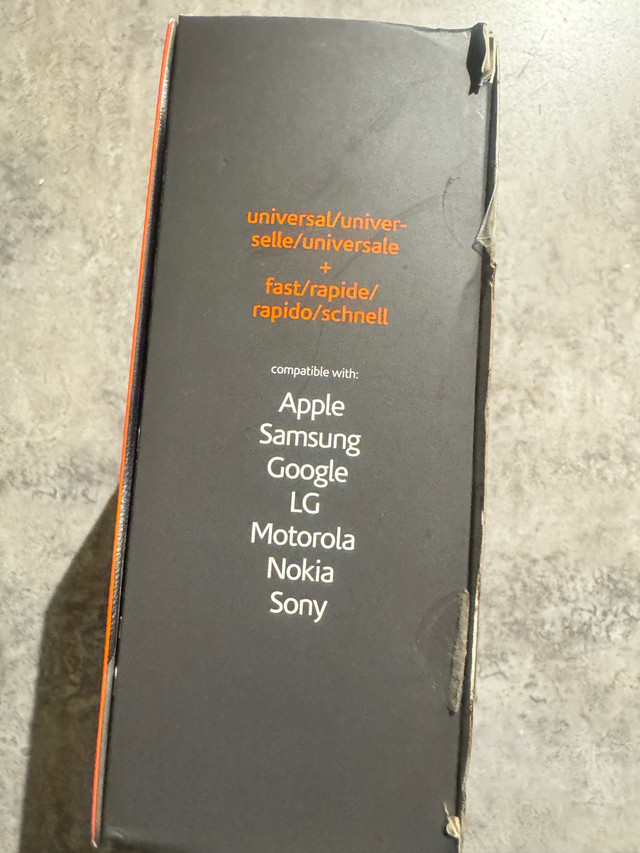 universal/univer-
selle/universale
+
fast/rapide/
rapido/schnell
compatible with:
Apple
Samsung
Google
LG
Motorola
Nokia
Sony